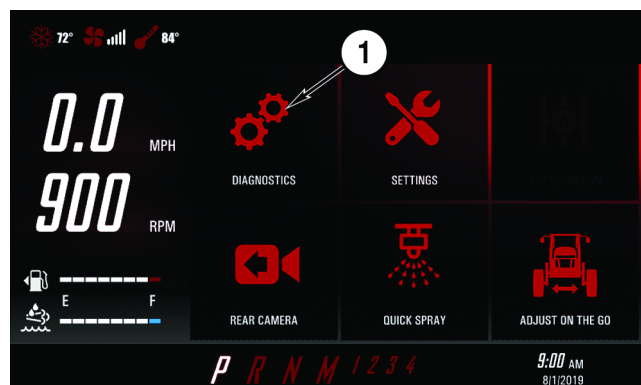 72° 84°
1
0.0 MPH
900 RPM
E F
DIAGNOSTICS
SETTINGS
REAR CAMERA
QUICK SPRAY
ADJUST ON THE GO
P R N M 1 2 3 4
9:00 AM
8/1/2019